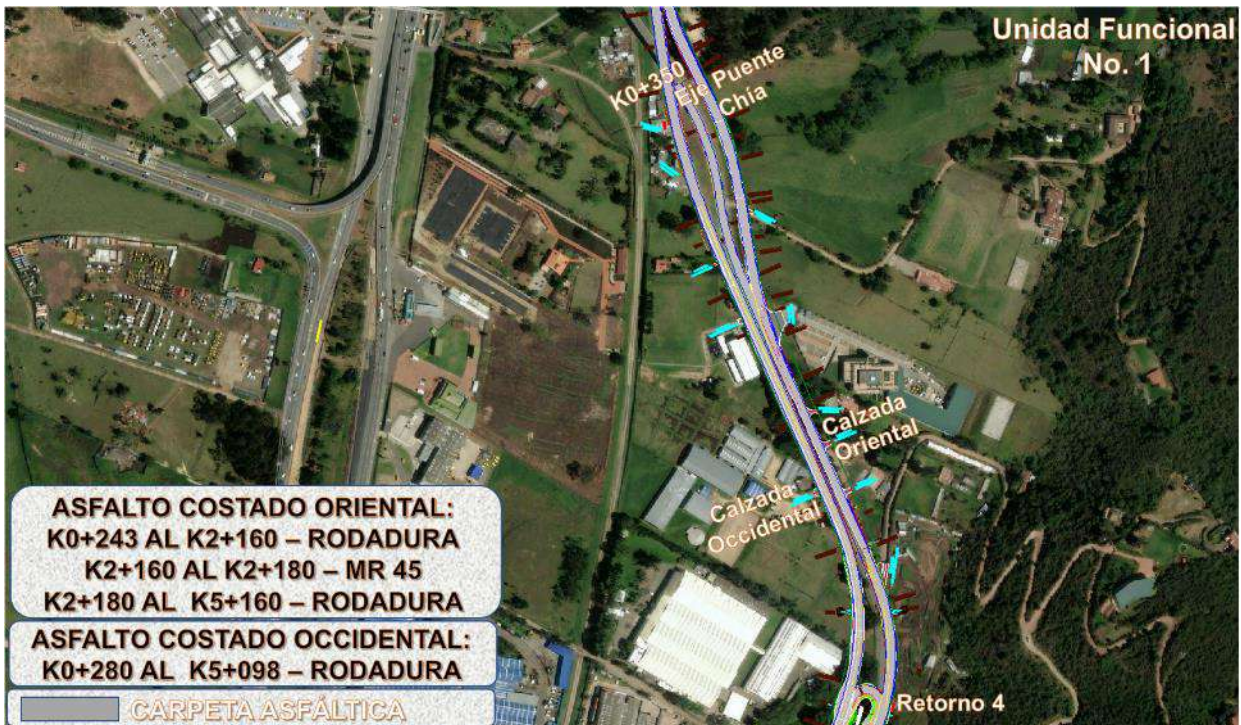 Unidad Funcional
No. 1
K0+350
Eje Puente
Chía
Calzada
Oriental
Calzada
Occidental
ASFALTO COSTADO ORIENTAL:
K0+243 AL K2+160 – RODADURA
K2+160 AL K2+180 – MR 45
K2+180 AL K5+160 – RODADURA
ASFALTO COSTADO OCCIDENTAL:
K0+280 AL K5+098 – RODADURA
CARPETA ASFÁLTICA
Retorno 4